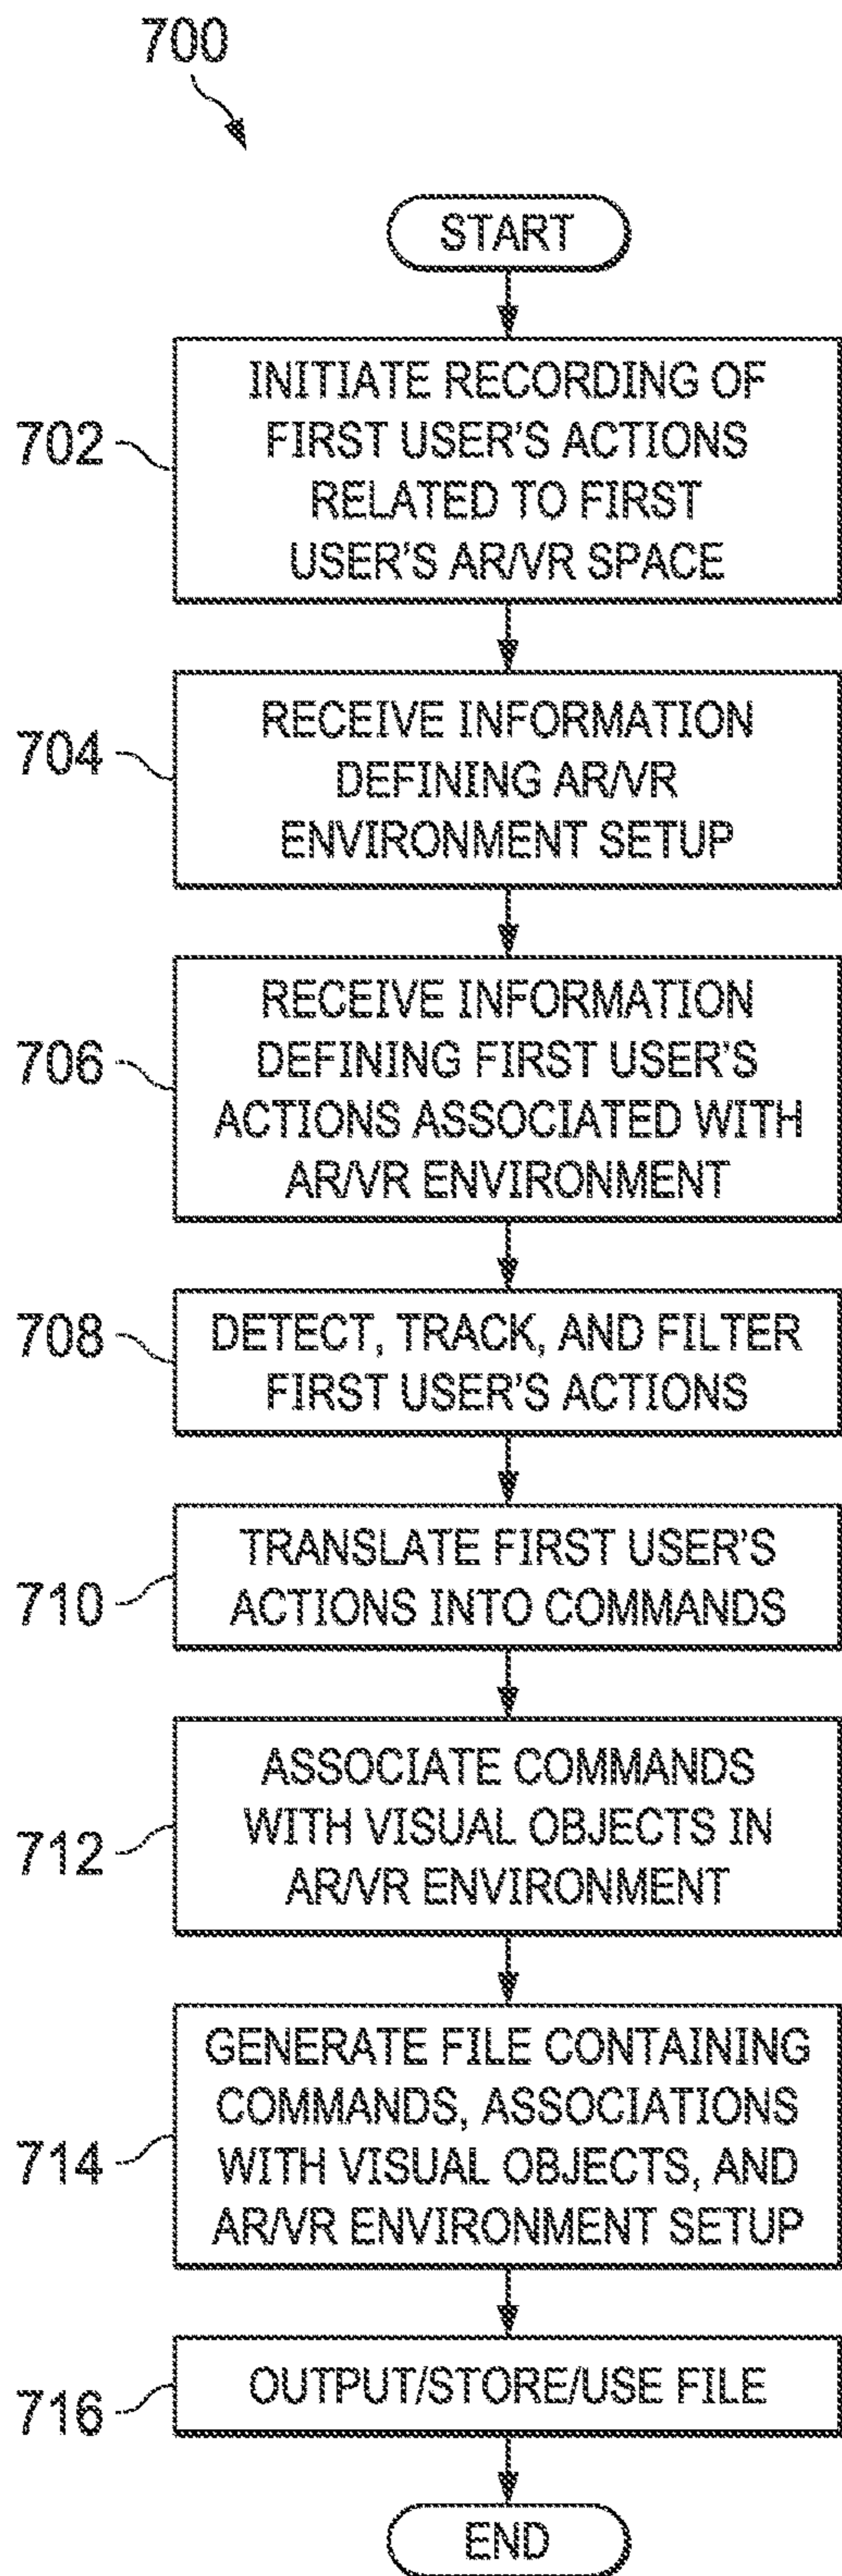 700
START
702
INITIATE RECORDING OF
FIRST USER'S ACTIONS
RELATED TO FIRST
USER'S AR/VR SPACE
704
RECEIVE INFORMATION
DEFINING AR/VR
ENVIRONMENT SETUP
706
RECEIVE INFORMATION
DEFINING FIRST USER'S
ACTIONS ASSOCIATED WITH
AR/VR ENVIRONMENT
708
DETECT, TRACK, AND FILTER
FIRST USER'S ACTIONS
710
TRANSLATE FIRST USER'S
ACTIONS INTO COMMANDS
712
ASSOCIATE COMMANDS
WITH VISUAL OBJECTS IN
AR/VR ENVIRONMENT
714
GENERATE FILE CONTAINING
COMMANDS, ASSOCIATIONS
WITH VISUAL OBJECTS, AND
AR/VR ENVIRONMENT SETUP
716
OUTPUT/STORE/USE FILE
END